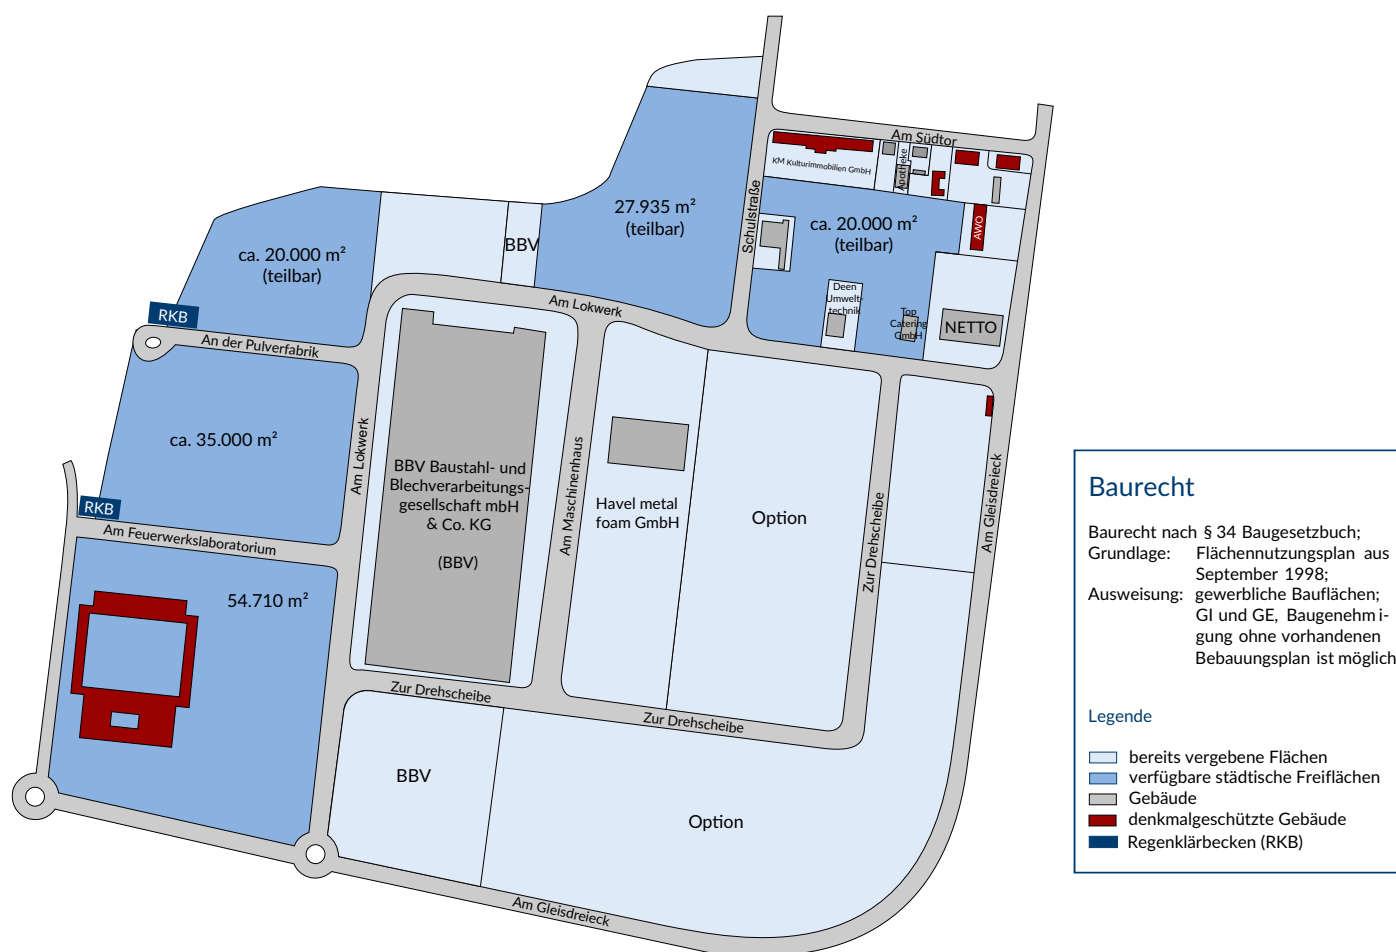 Am Südtor
KM Kulturimmobilien GmbH
Apotheke
AWO
Schulstraße
27.935 m²
(teilbar)
ca. 20.000 m²
(teilbar)
ca. 20.000 m²
(teilbar)
BBV
Deen
Umwelt-
technik
Top
Catering
GmbH
NETTO
RKB
An der Pulverfabrik
Am Lokwerk
ca. 35.000 m²
Am Lokwerk
BBV Baustahl- und
Blechverarbeitungs-
gesellschaft mbH
& Co. KG
(BBV)
Am Maschinenhaus
Havel metal
foam GmbH
Option
Zur Drehscheibe
Am Gleisdreieck
RKB
Am Feuerwerkslaboratorium
54.710 m²
Zur Drehscheibe
Zur Drehscheibe
BBV
Option
Am Gleisdreieck
Baurecht
Baurecht nach § 34 Baugesetzbuch;
Grundlage: Flächennutzungsplan aus
September 1998;
Ausweisung: gewerbliche Bauflächen;
GI und GE, Baugenehmi-
gung ohne vorhandenen
Bebauungsplan ist möglich
Legende
bereits vergebene Flächen
verfügbare städtische Freiflächen
Gebäude
denkmalgeschützte Gebäude
Regenklärbecken (RKB)